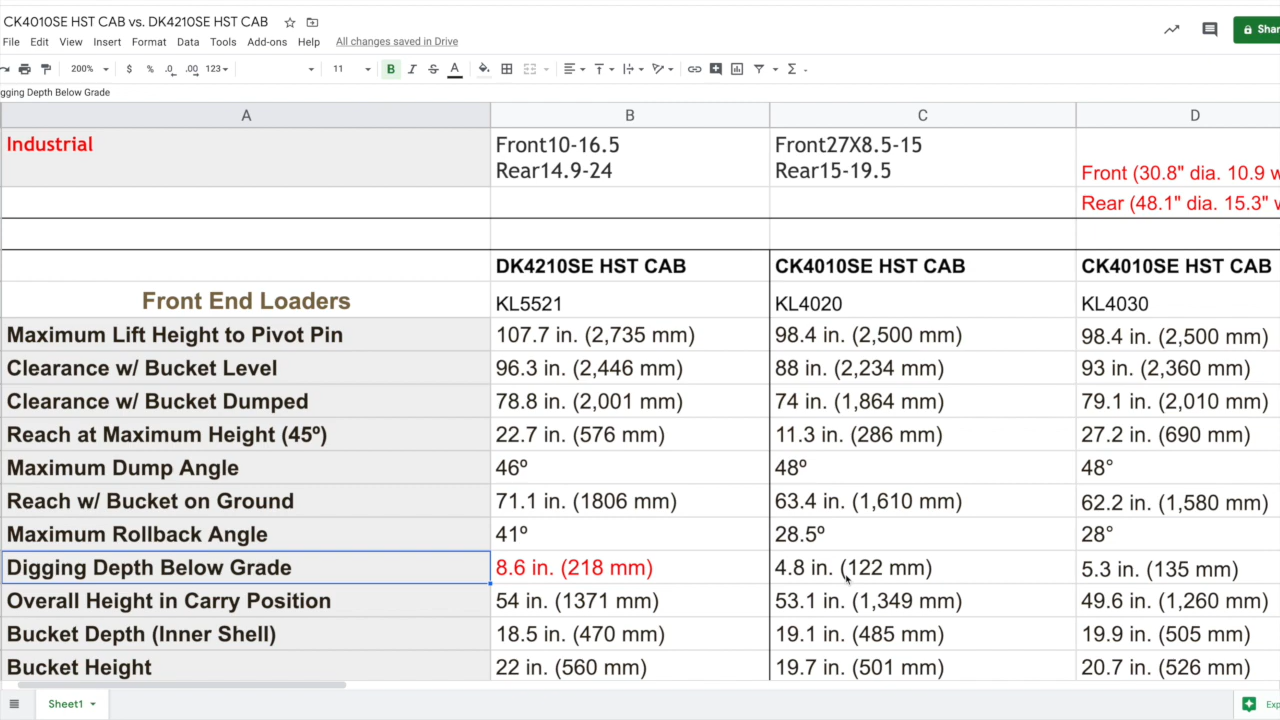 CK4010SE HST CAB vs. DK4210SE HST CAB
File Edit View Insert Format Data Tools Add-ons Help All changes saved in Drive
Shar
200% $ % .0 .00 123 11 B I S A Σ
gging Depth Below Grade
A B C D
Industrial Front10-16.5 Front27X8.5-15
Rear14.9-24 Rear15-19.5 Front (30.8" dia. 10.9 w
Rear (48.1" dia. 15.3" w
DK4210SE HST CAB CK4010SE HST CAB CK4010SE HST CAB
Front End Loaders KL5521 KL4020 KL4030
Maximum Lift Height to Pivot Pin 107.7 in. (2,735 mm) 98.4 in. (2,500 mm) 98.4 in. (2,500 mm)
Clearance w/ Bucket Level 96.3 in. (2,446 mm) 88 in. (2,234 mm) 93 in. (2,360 mm)
Clearance w/ Bucket Dumped 78.8 in. (2,001 mm) 74 in. (1,864 mm) 79.1 in. (2,010 mm)
Reach at Maximum Height (45º) 22.7 in. (576 mm) 11.3 in. (286 mm) 27.2 in. (690 mm)
Maximum Dump Angle 46º 48º 48°
Reach w/ Bucket on Ground 71.1 in. (1806 mm) 63.4 in. (1,610 mm) 62.2 in. (1,580 mm)
Maximum Rollback Angle 41º 28.5º 28°
Digging Depth Below Grade 8.6 in. (218 mm) 4.8 in. (122 mm) 5.3 in. (135 mm)
Overall Height in Carry Position 54 in. (1371 mm) 53.1 in. (1,349 mm) 49.6 in. (1,260 mm)
Bucket Depth (Inner Shell) 18.5 in. (470 mm) 19.1 in. (485 mm) 19.9 in. (505 mm)
Bucket Height 22 in. (560 mm) 19.7 in. (501 mm) 20.7 in. (526 mm)
Sheet1 Exp